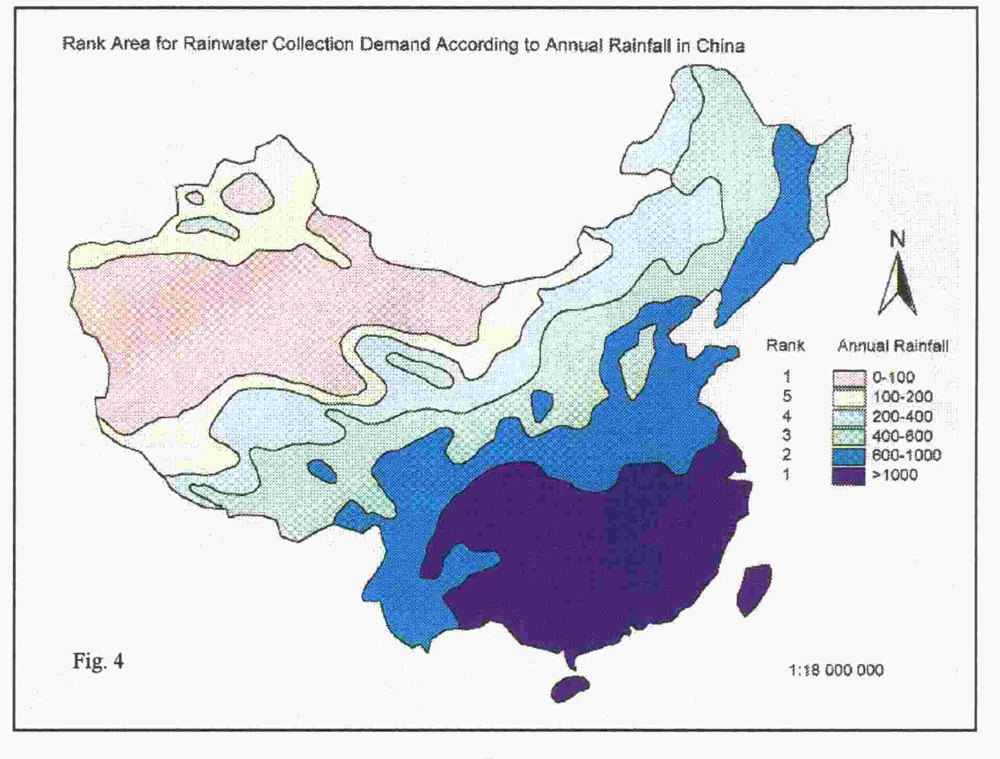 Rank Area for Rainwater Collection Demand According to Annual Rainfall in China
N
Rank Annual Rainfall
1 0-100
5 100-200
4 200-400
3 400-600
2 600-1000
1 >1000
Fig. 4
1:18 000 000